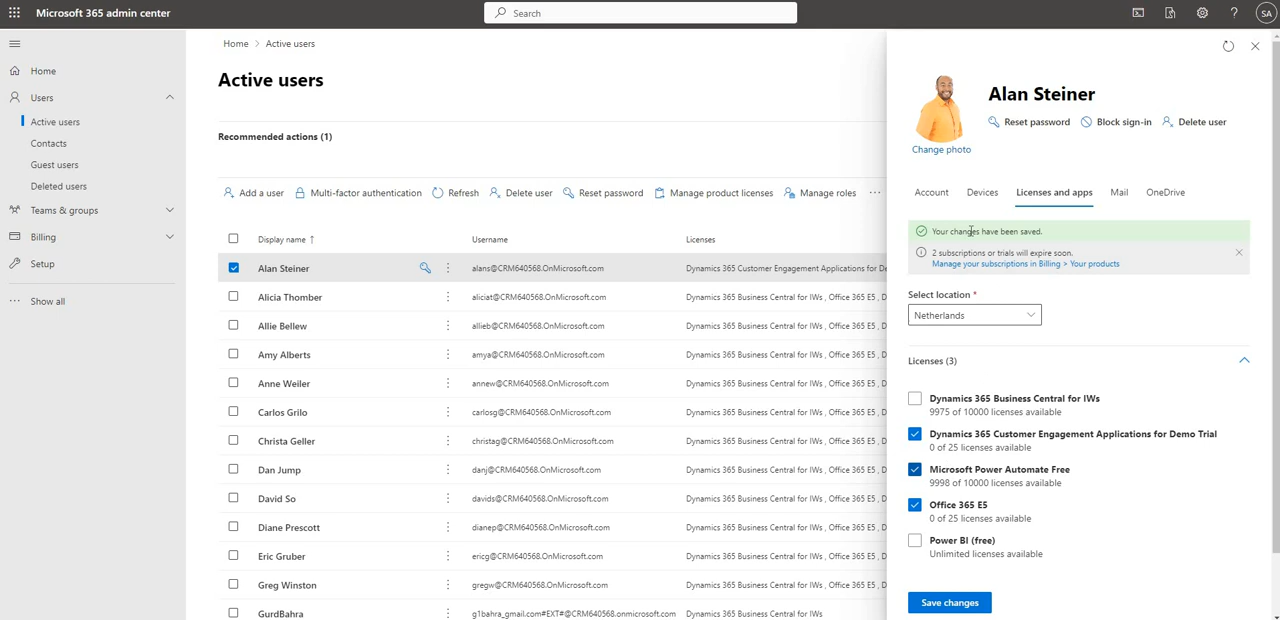 Microsoft 365 admin center
Search
SA
Home
Users
Active users
Contacts
Guest users
Deleted users
Teams & groups
Billing
Setup
Show all
Home > Active users
Active users
Recommended actions (1)
Add a user Multi-factor authentication Refresh Delete user Reset password Manage product licenses Manage roles ...
Display name ↑ Username Licenses
Alan Steiner alans@CRM640568.OnMicrosoft.com Dynamics 365 Customer Engagement Applications for De
Alicia Thomber aliciat@CRM640568.OnMicrosoft.com Dynamics 365 Business Central for IWs , Office 365 E5 , D
Allie Bellew allieb@CRM640568.OnMicrosoft.com Dynamics 365 Business Central for IWs , Office 365 E5 , D
Amy Alberts amya@CRM640568.OnMicrosoft.com Dynamics 365 Business Central for IWs , Office 365 E5 , D
Anne Weiler annew@CRM640568.OnMicrosoft.com Dynamics 365 Business Central for IWs , Office 365 E5 , D
Carlos Grilo carlosg@CRM640568.OnMicrosoft.com Dynamics 365 Business Central for IWs , Office 365 E5 , D
Christa Geller christag@CRM640568.OnMicrosoft.com Dynamics 365 Business Central for IWs , Office 365 E5 , D
Dan Jump danj@CRM640568.OnMicrosoft.com Dynamics 365 Business Central for IWs , Office 365 E5 , D
David So davids@CRM640568.OnMicrosoft.com Dynamics 365 Business Central for IWs , Office 365 E5 , D
Diane Prescott dianep@CRM640568.OnMicrosoft.com Dynamics 365 Business Central for IWs , Office 365 E5 , D
Eric Gruber ericg@CRM640568.OnMicrosoft.com Dynamics 365 Business Central for IWs , Office 365 E5 , D
Greg Winston gregw@CRM640568.OnMicrosoft.com Dynamics 365 Business Central for IWs , Office 365 E5 , D
GurdBahra g1bahra_gmail.com#EXT#@CRM640568.onmicrosoft.com Dynamics 365 Business Central for IWs
Alan Steiner
Reset password Block sign-in Delete user
Change photo
Account Devices Licenses and apps Mail OneDrive
Your changes have been saved.
2 subscriptions or trials will expire soon.
Manage your subscriptions in Billing > Your products
Select location *
Netherlands
Licenses (3)
Dynamics 365 Business Central for IWs
9975 of 10000 licenses available
Dynamics 365 Customer Engagement Applications for Demo Trial
0 of 25 licenses available
Microsoft Power Automate Free
9998 of 10000 licenses available
Office 365 E5
0 of 25 licenses available
Power BI (free)
Unlimited licenses available
Save changes